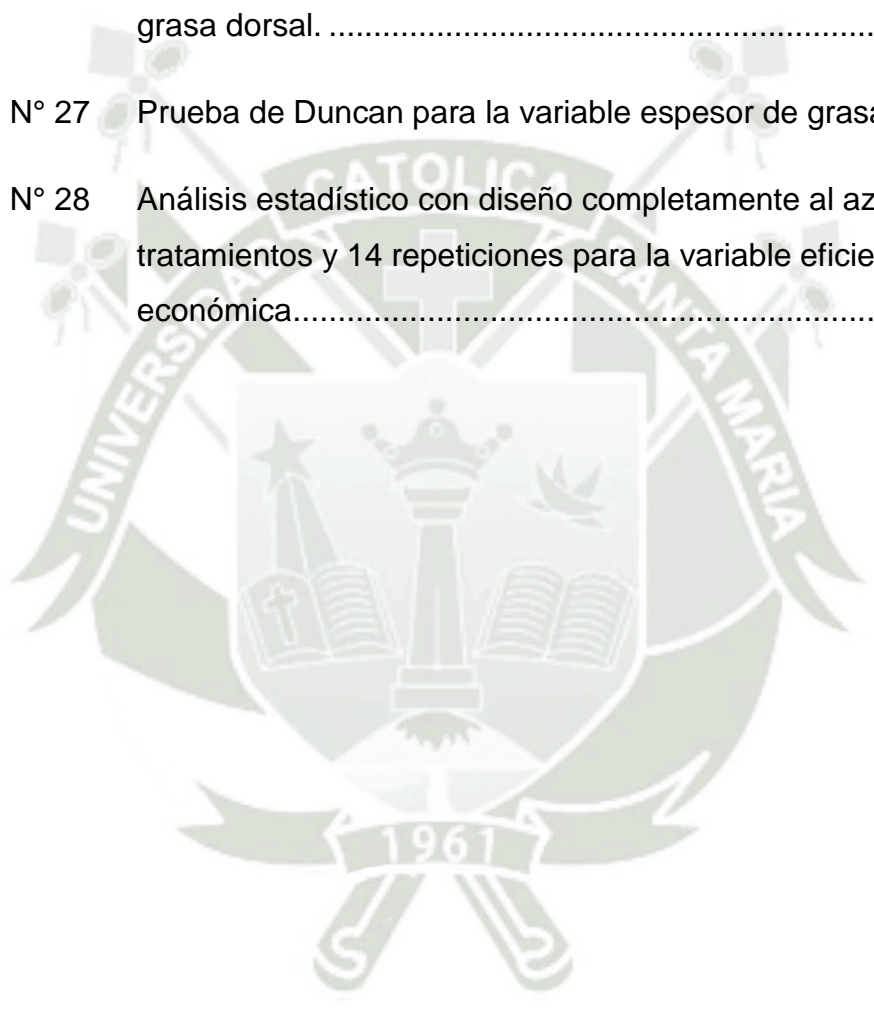 grasa dorsal. ............................................................
N° 27 Prueba de Duncan para la variable espesor de grasa
N° 28 Análisis estadístico con diseño completamente al az
tratamientos y 14 repeticiones para la variable eficie
económica.................................................................
UNIVERSIDAD CATOLICA SANTA MARIA
1961